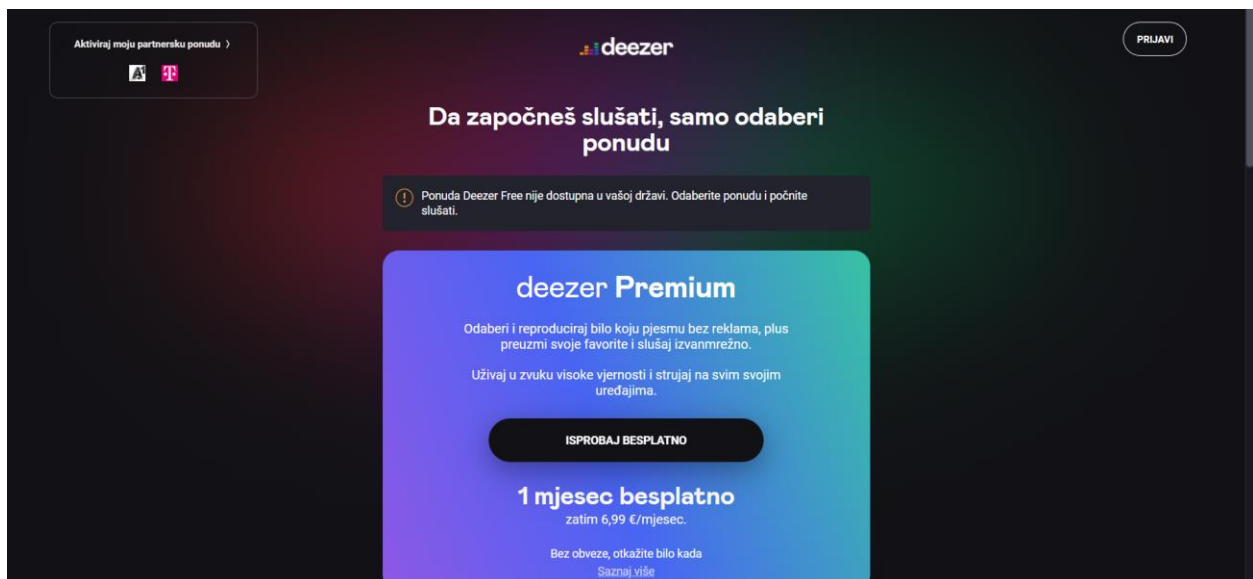 Aktiviraj moju partnersku ponudu >
A1 T
deezer
PRIJAVI
Da započneš slušati, samo odaberi
ponudu
Ponuda Deezer Free nije dostupna u vašoj državi. Odaberite ponudu i počnite
slušati.
deezer Premium
Odaberi i reproduciraj bilo koju pjesmu bez reklama, plus
preuzmi svoje favorite i slušaj izvanmrežno.
Uživaj u zvuku visoke vjernosti i strujaj na svim svojim
uređajima.
ISPROBAJ BESPLATNO
1 mjesec besplatno
zatim 6,99 €/mjesec.
Bez obveze, otkažite bilo kada
Saznaj više